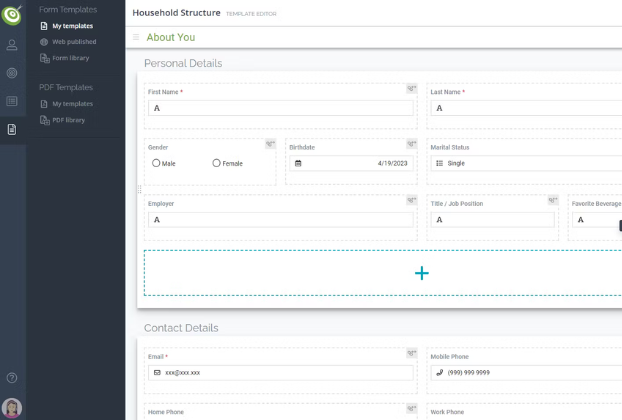 Form Templates
My templates
Web published
Form library
PDF Templates
My templates
PDF library
Household Structure TEMPLATE EDITOR
About You
Personal Details
First Name * Last Name *
A A
Gender Birthdate Marital Status
Male Female 4/19/2023 Single
Employer Title / Job Position Favorite Beverage
A A A
+
Contact Details
Email * Mobile Phone
xxx@xxx.xxx (999) 999 9999
Home Phone Work Phone